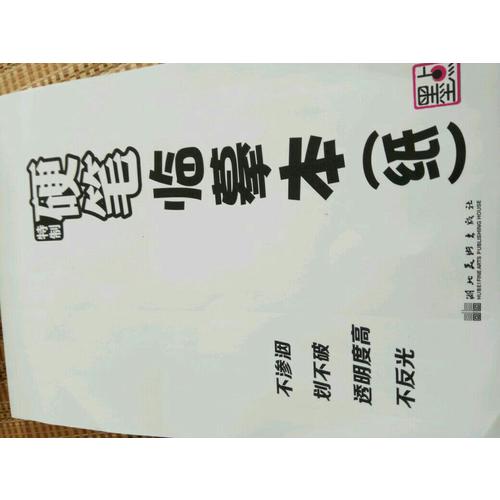 特制
硬笔
临摹本(纸)
墨点
不渗洇
划不破
透明度高
不反光
湖北美术出版社
HUBEI FINE ARTS PUBLISHING HOUSE